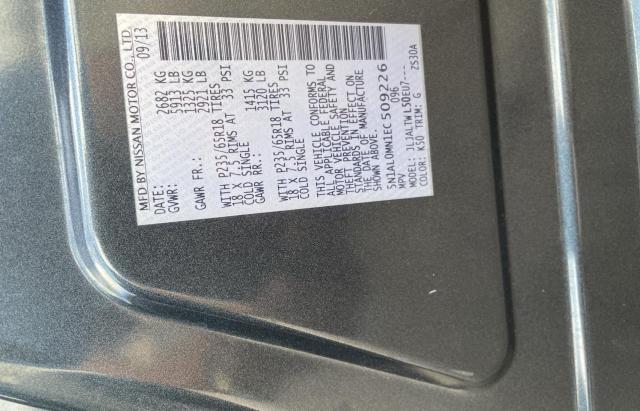 MFD BY NISSAN MOTOR CO., LTD.
DATE: 09/13
GVWR: 2682 KG
5913 LB
GAWR FR.: 1325 KG
2921 LB
WITH P235/65R18 TIRES
18 X 7.5 RIMS AT 33 PSI
COLD SINGLE
GAWR RR.: 1415 KG
3120 LB
WITH P235/65R18 TIRES
18 X 7.5 RIMS AT 33 PSI
COLD SINGLE
THIS VEHICLE CONFORMS TO
ALL APPLICABLE FEDERAL
MOTOR VEHICLE SAFETY AND
THEFT PREVENTION
STANDARDS IN EFFECT ON
THE DATE OF MANUFACTURE
SHOWN ABOVE.
5N1AL0MN1EC509226
MPV 096
MODEL: JLJALTWL50EU7---
COLOR: K50 TRIM: G ZS30A